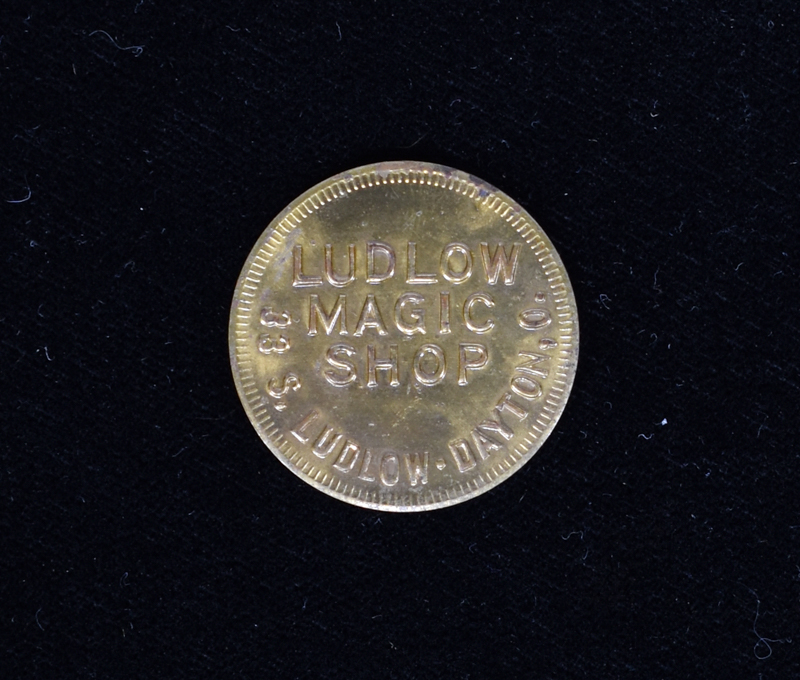 LUDLOW
MAGIC
SHOP
33 S. LUDLOW · DAYTON, O.